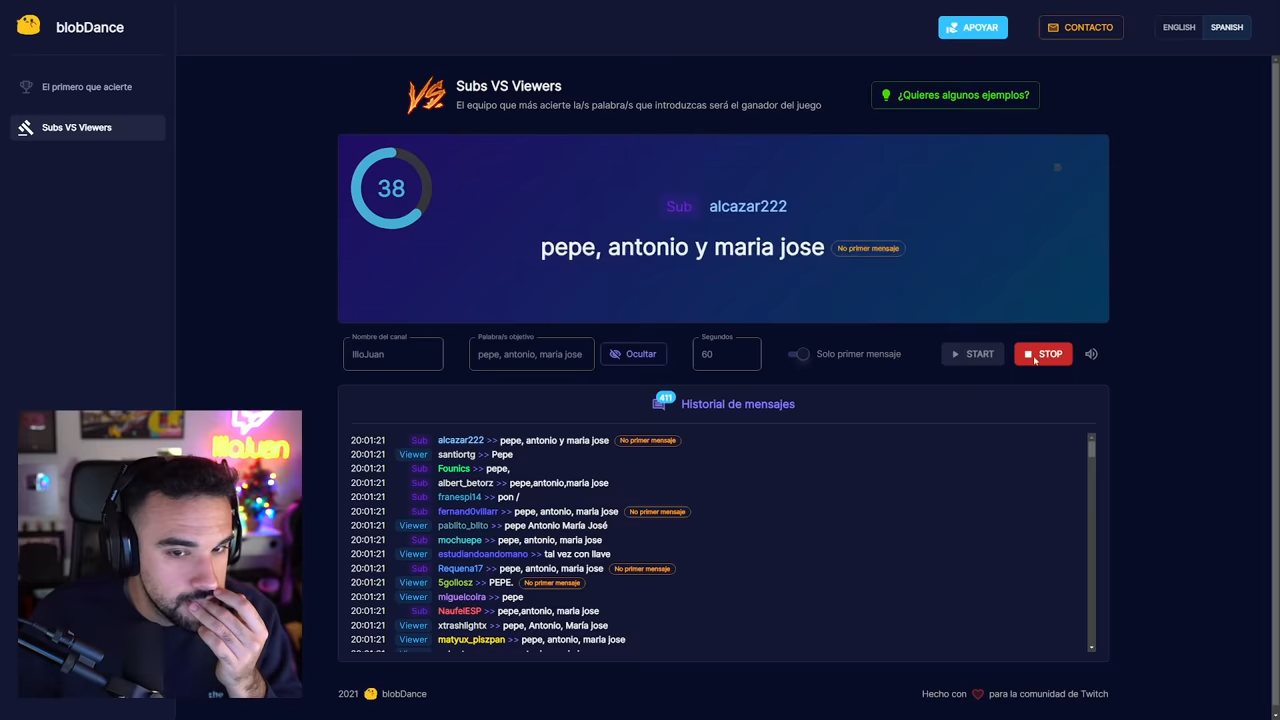 blobDance
APOYAR
CONTACTO
ENGLISH
SPANISH
El primero que acierte
Subs VS Viewers
VS
Subs VS Viewers
El equipo que más acierte la/s palabra/s que introduzcas será el ganador del juego
¿Quieres algunos ejemplos?
38
Sub alcazar222
pepe, antonio y maria jose No primer mensaje
Nombre del canal
IlloJuan
Palabra/s objetivo
pepe, antonio, maria jose
Ocultar
Segundos
60
Solo primer mensaje
START
STOP
411
Historial de mensajes
20:01:21 Sub alcazar222 >> pepe, antonio y maria jose No primer mensaje
20:01:21 Viewer santiortg >> Pepe
20:01:21 Sub Founics >> pepe,
20:01:21 Sub albert_betorz >> pepe,antonio,maria jose
20:01:21 Sub franespi14 >> pon /
20:01:21 Sub fernand0villarr >> pepe, antonio, maria jose No primer mensaje
20:01:21 Viewer pablito_blito >> pepe Antonio María José
20:01:21 Sub mochuepe >> pepe, antonio, maria jose
20:01:21 Viewer estudiandoandomano >> tal vez con llave
20:01:21 Sub Requena17 >> pepe, antonio, maria jose No primer mensaje
20:01:21 Viewer 5gollosz >> PEPE. No primer mensaje
20:01:21 Viewer miguelcoira >> pepe
20:01:21 Sub NaufelESP >> pepe,antonio, maria jose
20:01:21 Viewer xtrashlightx >> pepe, Antonio, María jose
20:01:21 Viewer matyux_piszpan >> pepe, antonio, maria jose
IlloJuan
the
2021 blobDance
Hecho con para la comunidad de Twitch